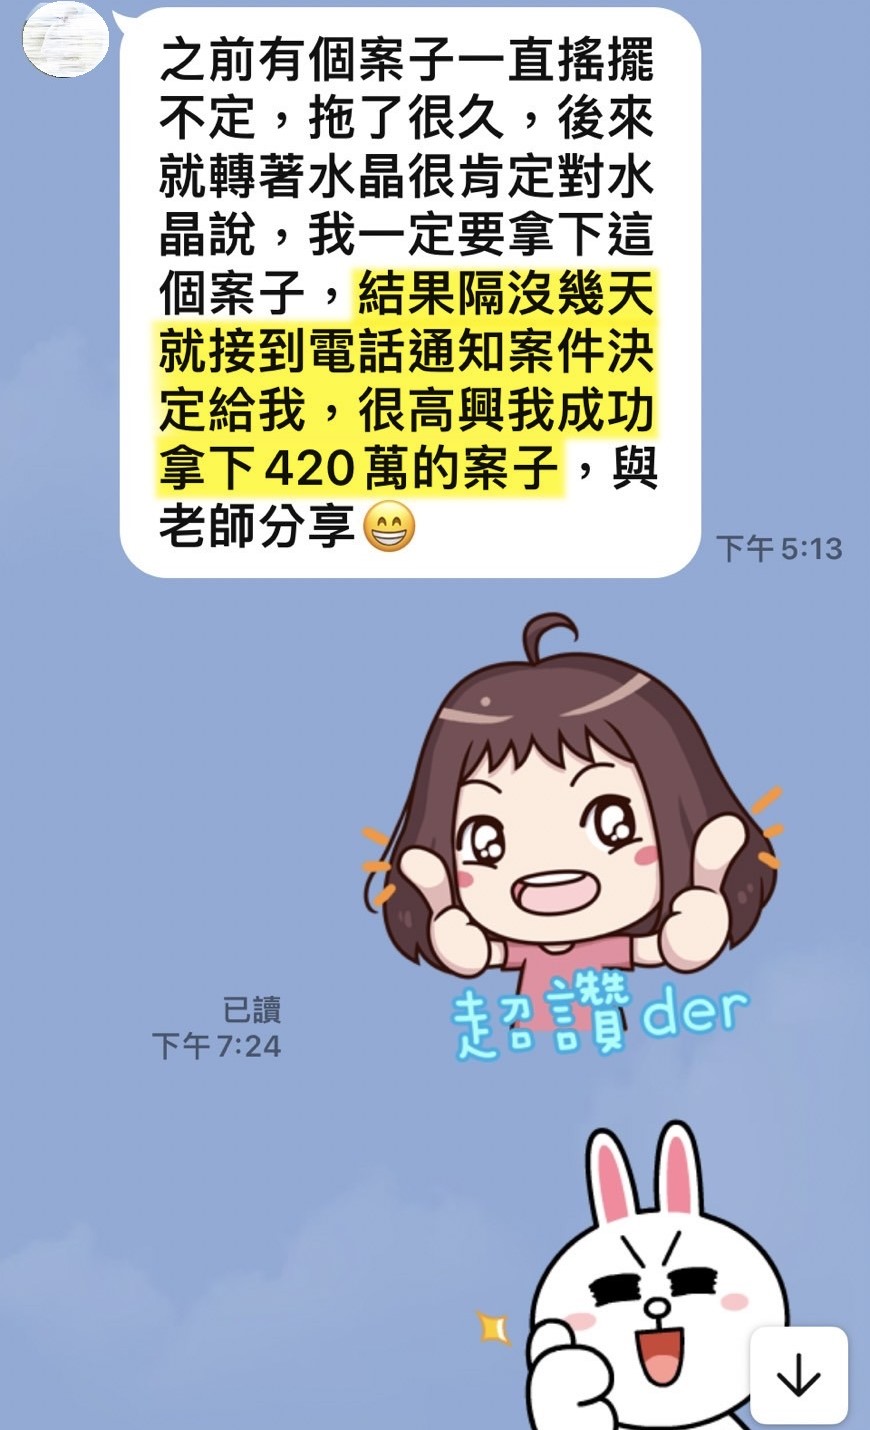 之前有個案子一直搖擺
不定，拖了很久，後來
就轉著水晶很肯定對水
晶說，我一定要拿下這
個案子，結果隔沒幾天
就接到電話通知案件決
定給我，很高興我成功
拿下420萬的案子，與
老師分享😁
下午5:13
超讚der
已讀
下午7:24